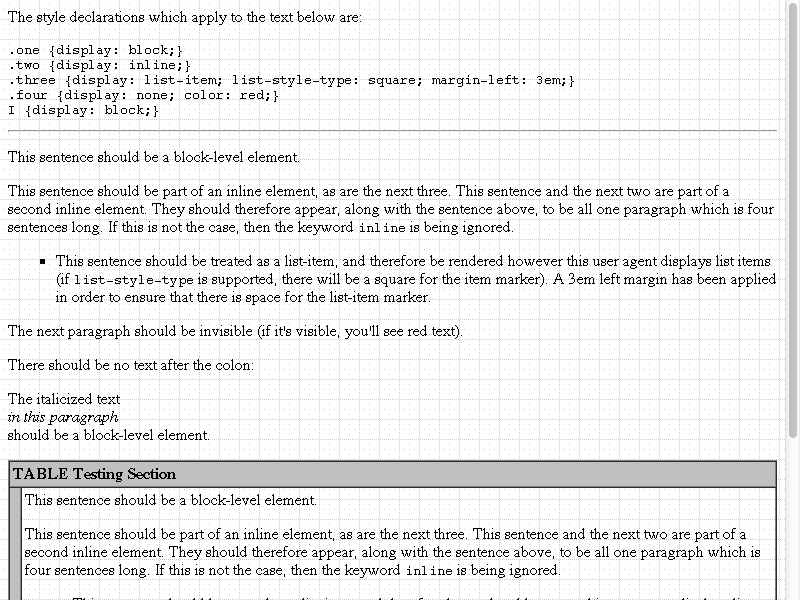 The style declarations which apply to the text below are:
.one {display: block;}
.two {display: inline;}
.three {display: list-item; list-style-type: square; margin-left: 3em;}
.four {display: none; color: red;}
I {display: block;}
This sentence should be a block-level element.
This sentence should be part of an inline element, as are the next three. This sentence and the next two are part of a
second inline element. They should therefore appear, along with the sentence above, to be all one paragraph which is four
sentences long. If this is not the case, then the keyword inline is being ignored.
This sentence should be treated as a list-item, and therefore be rendered however this user agent displays list items
(if list-style-type is supported, there will be a square for the item marker). A 3em left margin has been applied
in order to ensure that there is space for the list-item marker.
The next paragraph should be invisible (if it's visible, you'll see red text).
There should be no text after the colon:
The italicized text
in this paragraph
should be a block-level element.
TABLE Testing Section
This sentence should be a block-level element.
This sentence should be part of an inline element, as are the next three. This sentence and the next two are part of a
second inline element. They should therefore appear, along with the sentence above, to be all one paragraph which is
four sentences long. If this is not the case, then the keyword inline is being ignored.